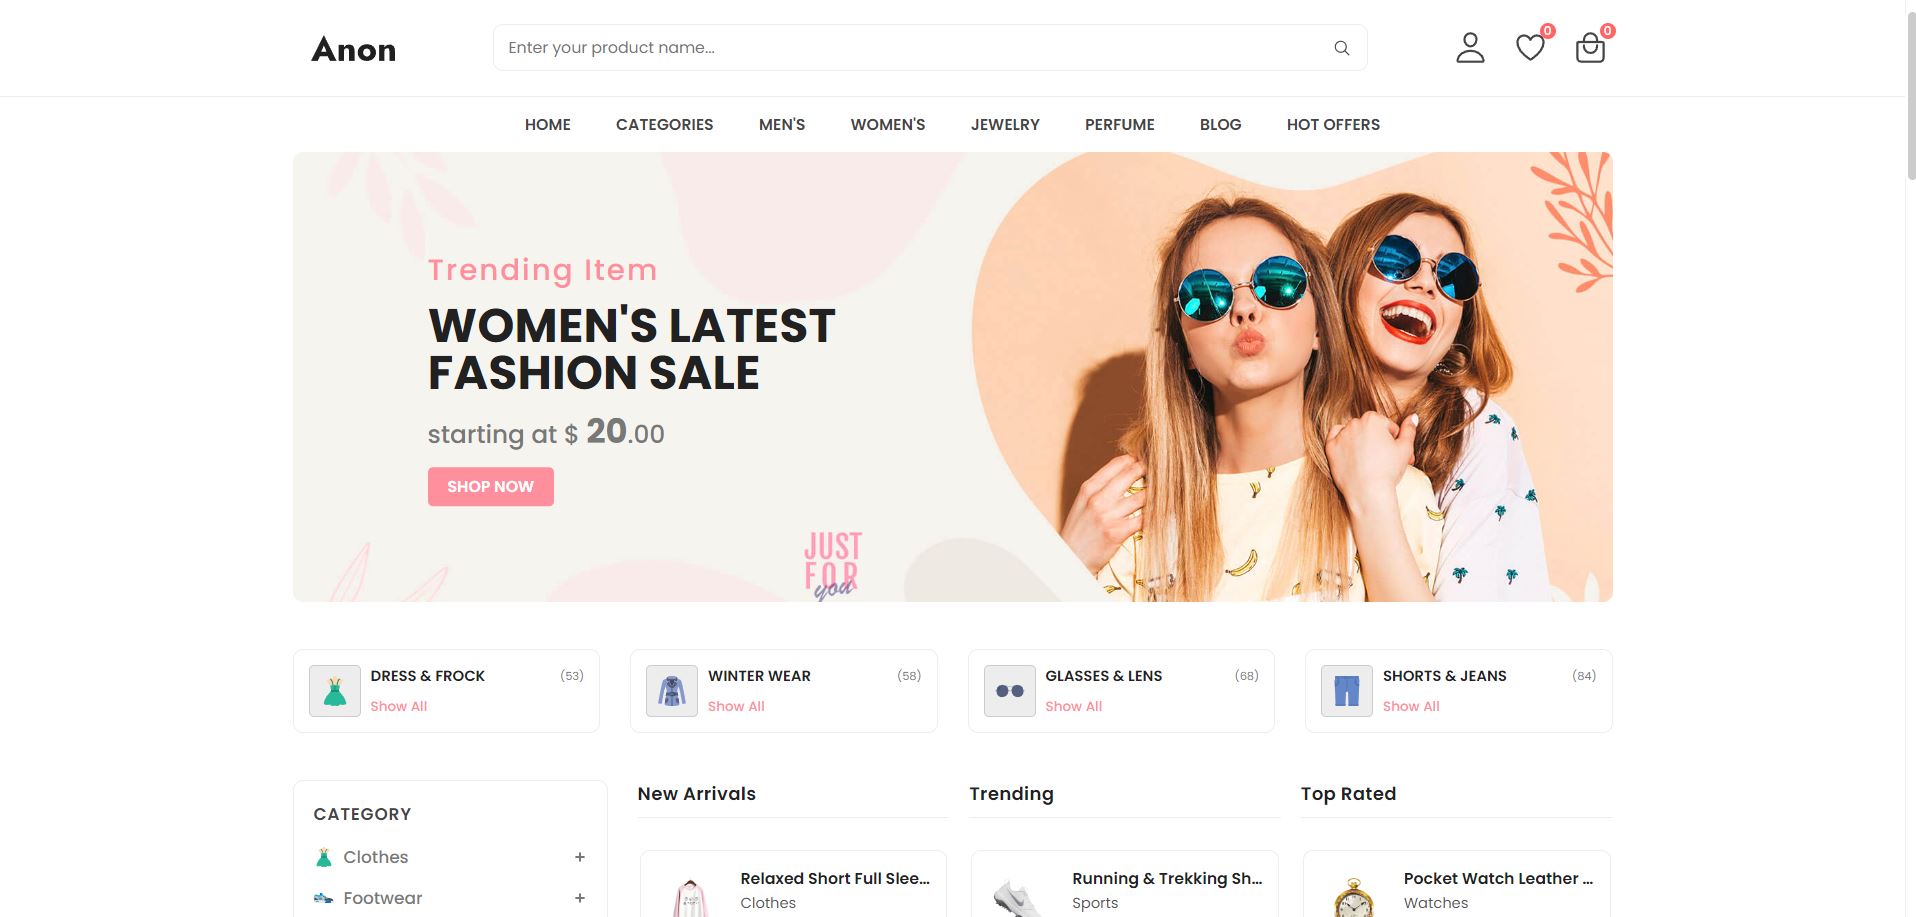 Anon
Enter your product name...
0
0
HOME CATEGORIES MEN'S WOMEN'S JEWELRY PERFUME BLOG HOT OFFERS
Trending Item
WOMEN'S LATEST
FASHION SALE
starting at $ 20.00
SHOP NOW
JUST
FOR
you
DRESS & FROCK (53)
Show All
WINTER WEAR (58)
Show All
GLASSES & LENS (68)
Show All
SHORTS & JEANS (84)
Show All
CATEGORY
Clothes +
Footwear +
New Arrivals
Relaxed Short Full Slee...
Clothes
Trending
Running & Trekking Sh...
Sports
Top Rated
Pocket Watch Leather ...
Watches